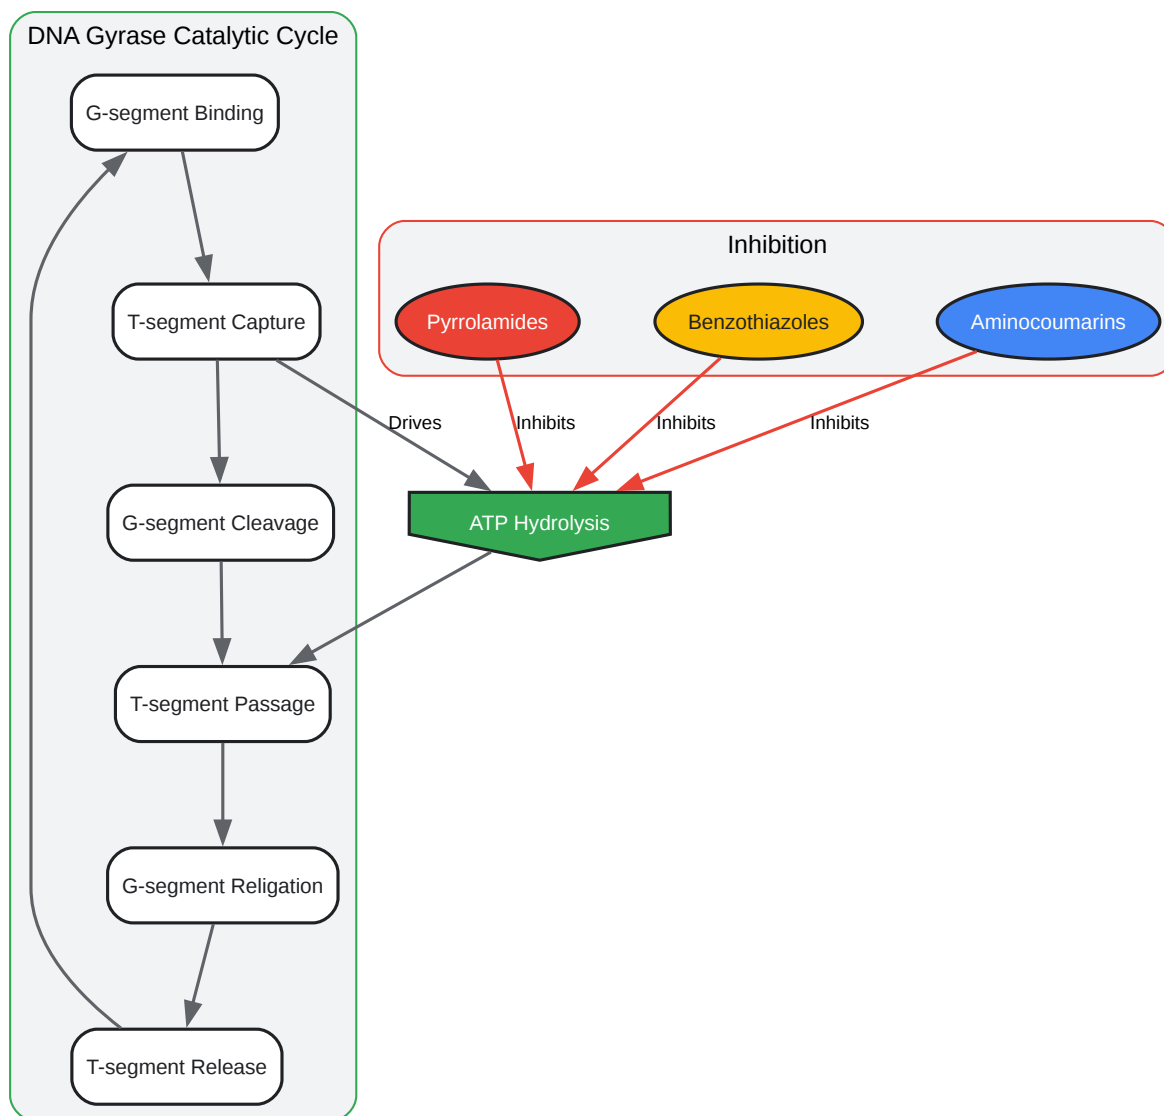 DNA Gyrase Catalytic Cycle
G-segment Binding
T-segment Capture
G-segment Cleavage
T-segment Passage
G-segment Religation
T-segment Release
Inhibition
Pyrrolamides
Benzothiazoles
Aminocoumarins
Drives
Inhibits
Inhibits
Inhibits
ATP Hydrolysis